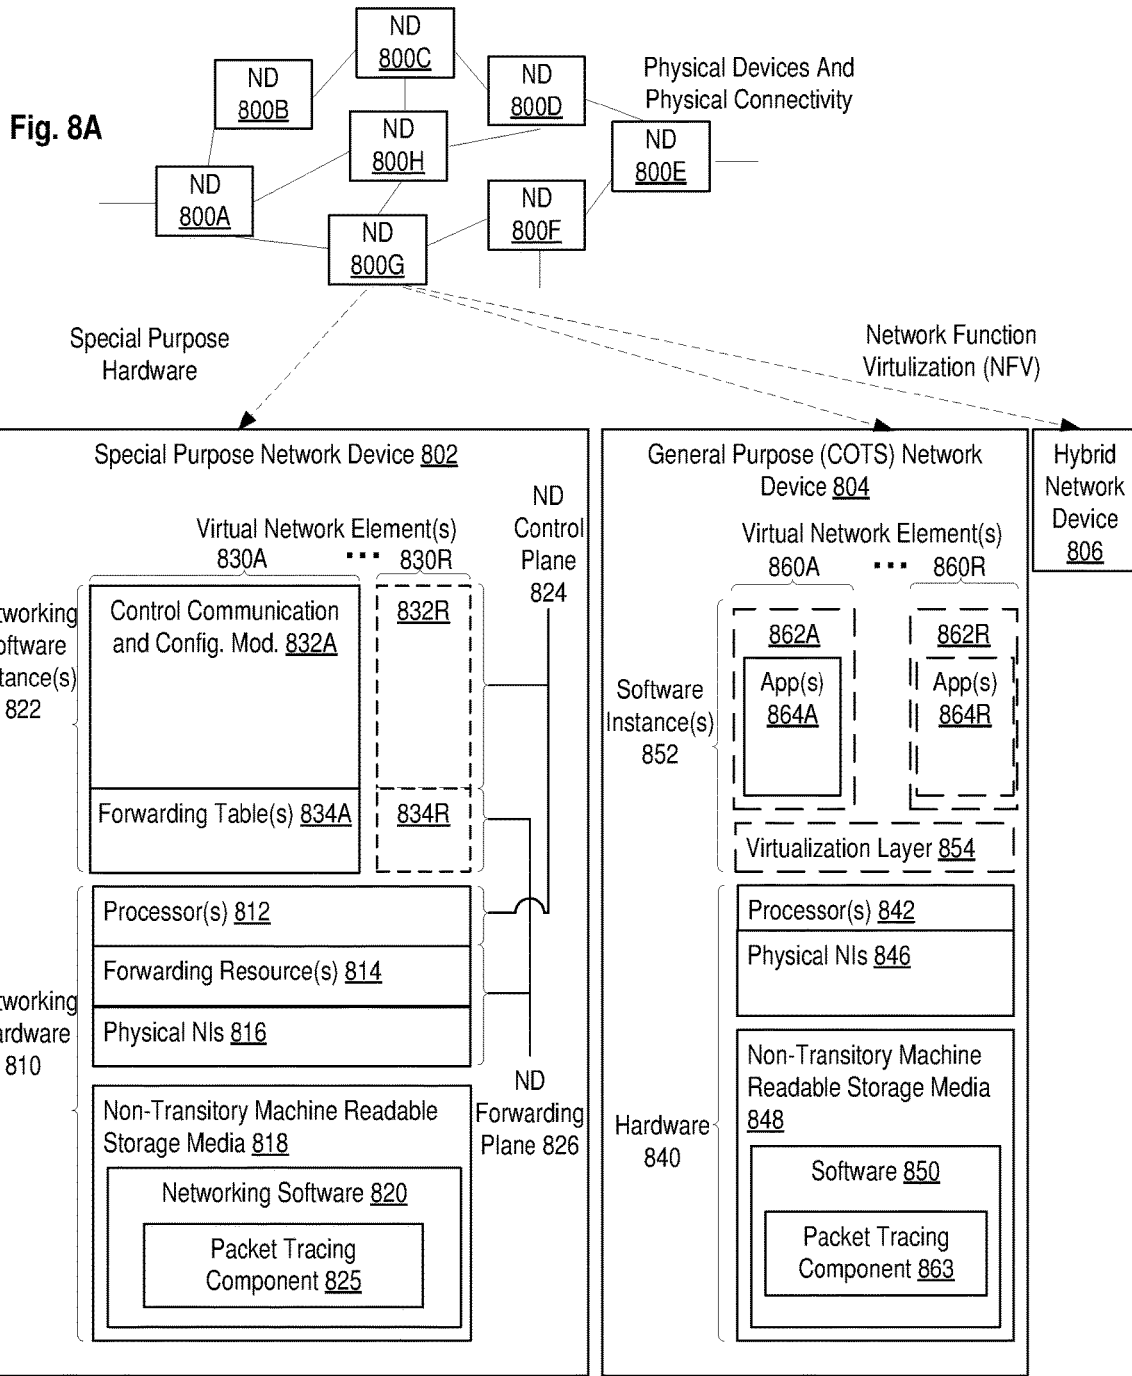 ND
800C
ND
800B
ND
800D
Physical Devices And
Physical Connectivity
Fig. 8A
ND
800H
ND
800E
ND
800A
ND
800F
ND
800G
Special Purpose
Hardware
Network Function
Virtulization (NFV)
Special Purpose Network Device 802
ND
Control
Plane
824
Virtual Network Element(s)
830A
...
830R
tworking
oftware
tance(s)
822
Control Communication
and Config. Mod. 832A
832R
Forwarding Table(s) 834A
834R
tworking
ardware
810
Processor(s) 812
Forwarding Resource(s) 814
Physical NIs 816
ND
Forwarding
Plane 826
Non-Transitory Machine Readable
Storage Media 818
Networking Software 820
Packet Tracing
Component 825
General Purpose (COTS) Network
Device 804
Virtual Network Element(s)
860A
...
860R
Software
Instance(s)
852
862A
App(s)
864A
862R
App(s)
864R
Virtualization Layer 854
Hardware
840
Processor(s) 842
Physical NIs 846
Non-Transitory Machine
Readable Storage Media
848
Software 850
Packet Tracing
Component 863
Hybrid
Network
Device
806